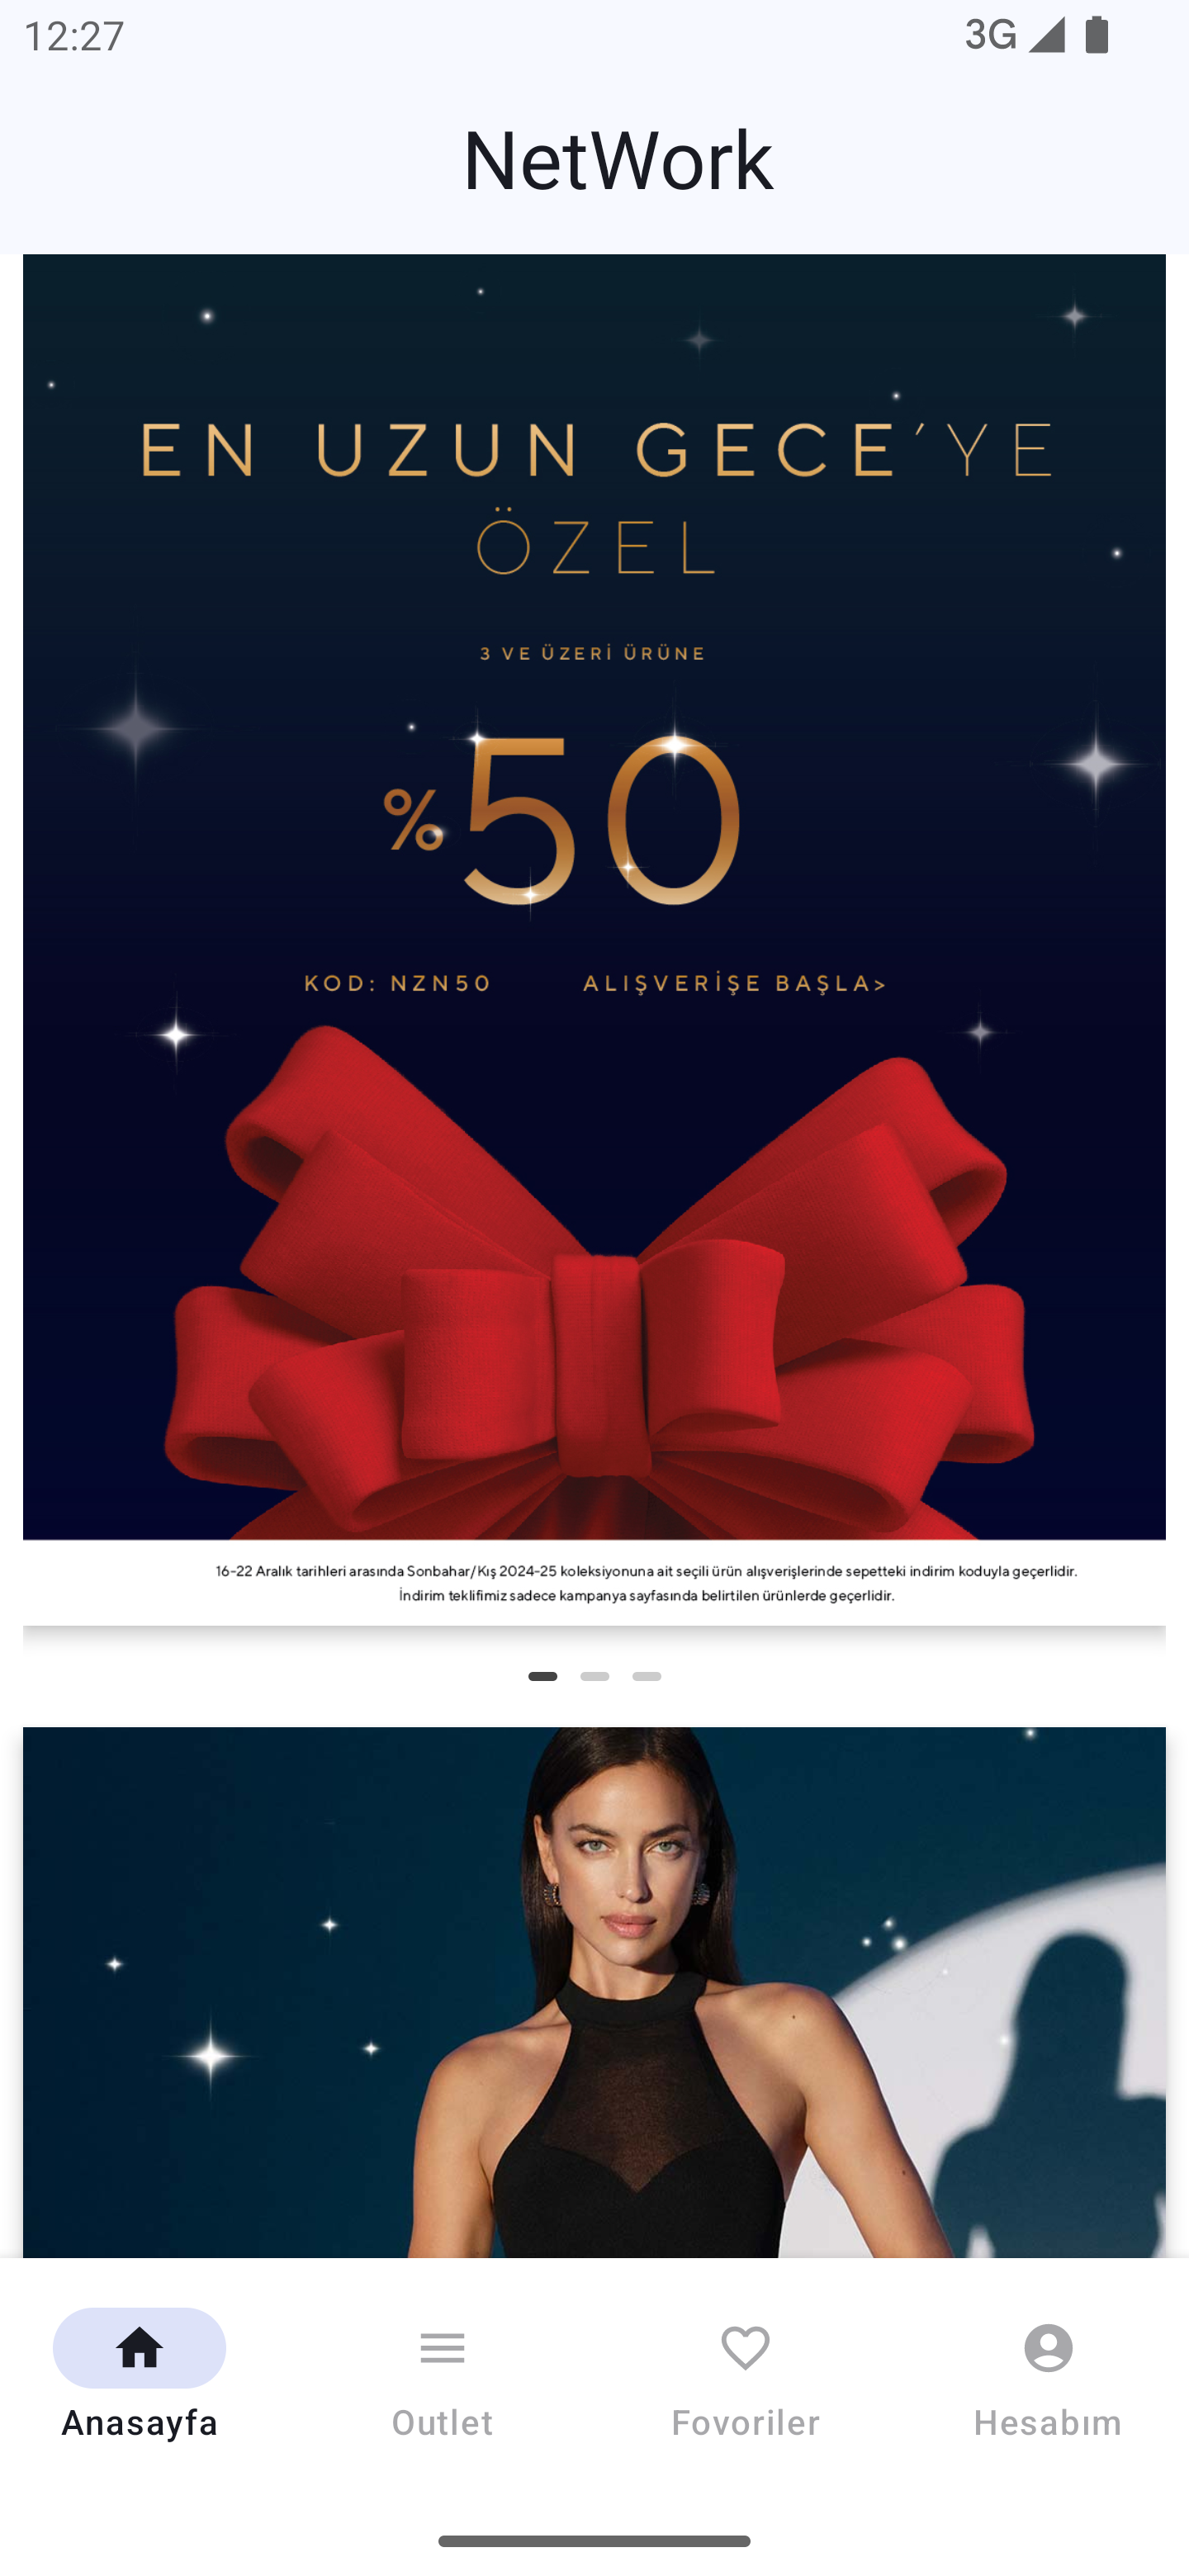 12:27
3G
NetWork
EN UZUN GECE'YE
ÖZEL
3 VE ÜZERİ ÜRÜNE
%50
KOD: NZN50
ALIŞVERİŞE BAŞLA>
16-22 Aralık tarihleri arasında Sonbahar/Kış 2024-25 koleksiyonuna ait seçili ürün alışverişlerinde sepetteki indirim koduyla geçerlidir.
İndirim teklifimiz sadece kampanya sayfasında belirtilen ürünlerde geçerlidir.
Anasayfa
Outlet
Fovoriler
Hesabım